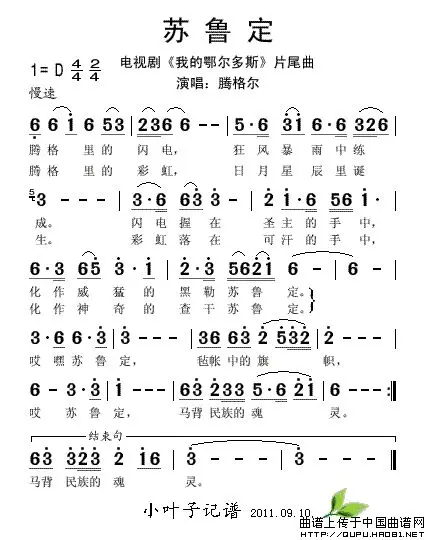 苏鲁定
1=D 4/4 2/4 电视剧《我的鄂尔多斯》片尾曲
慢速 演唱：腾格尔
6 6 1 6 53 | 236 6 - - | 5·6 31 6·6 326 |
腾格 里的 闪电， 狂风暴雨中练
腾格 里的 彩虹， 日月星辰里诞
5 3 - - - | 3·6 63 3 - | 2 1·6 56 1 |
成。 闪电握在 圣主的手中，
生。 彩虹落在 可汗的手中，
6·3 65 3·1 | 2·3 5621 6 - | 6 - |
化作威猛的 黑勒苏鲁定。
化作神奇的 查干苏鲁定。
3·6 6·3 | 3 - - - | 36 63 2 532 | 2 - - - |
哎嘿苏鲁定， 毡帐中的旗 帜，
6 - 3·3 | 1 - - - | 63 233 5·6 21 | 6 - - - :|
哎 苏鲁 定， 马背民族的魂 灵。
结束句
63 323 2 16 | 3 - - - | 3 - - - |
马背 民族的 魂 灵。
小叶子记谱 2011.09.10.
曲谱上传于中国曲谱网
HTTP://QUPU.HAO81.NET